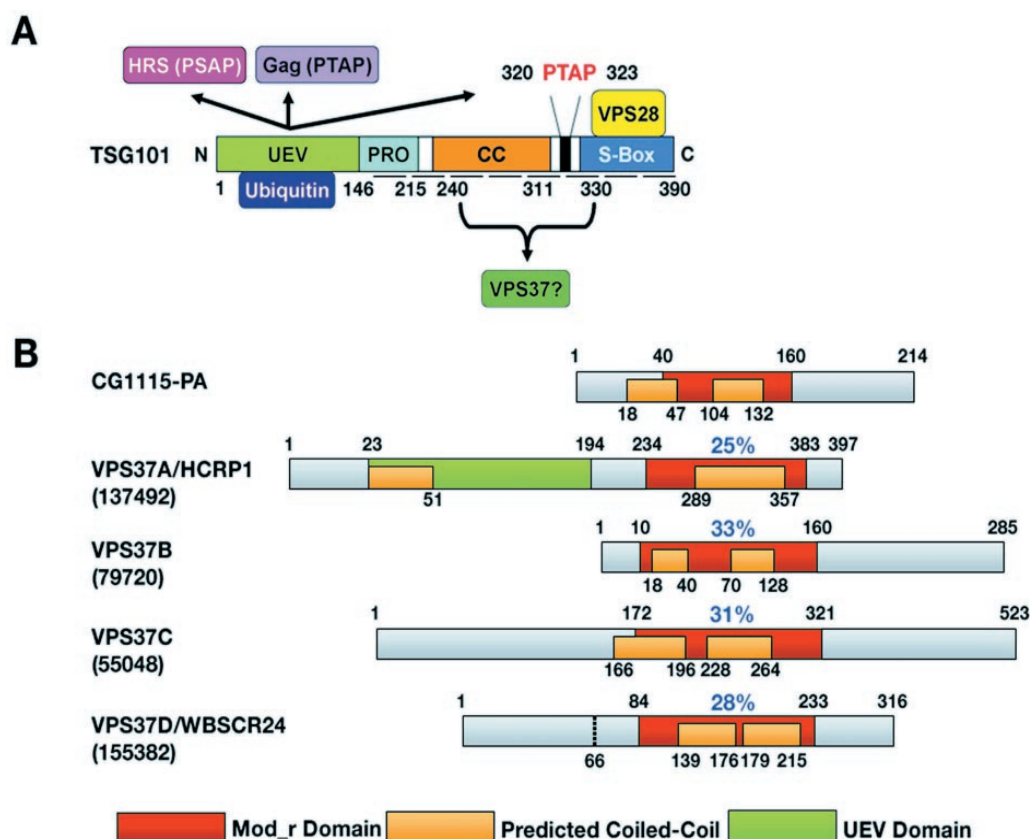 A
HRS (PSAP)
Gag (PTAP)
320 PTAP 323
VPS28
TSG101 N UEV PRO CC S-Box C
1 Ubiquitin 146 215 240 311 330 390
VPS37?
B
1 40 160 214
CG1115-PA
18 47 104 132
1 23 194 234 25% 383 397
VPS37A/HCRP1
(137492)
51 289 357
1 10 33% 160 285
VPS37B
(79720)
18 40 70 128
1 172 31% 321 523
VPS37C
(55048)
166 196 228 264
1 84 28% 233 316
VPS37D/WBSCR24
(155382)
66 139 176 179 215
Mod_r Domain Predicted Coiled-Coil UEV Domain